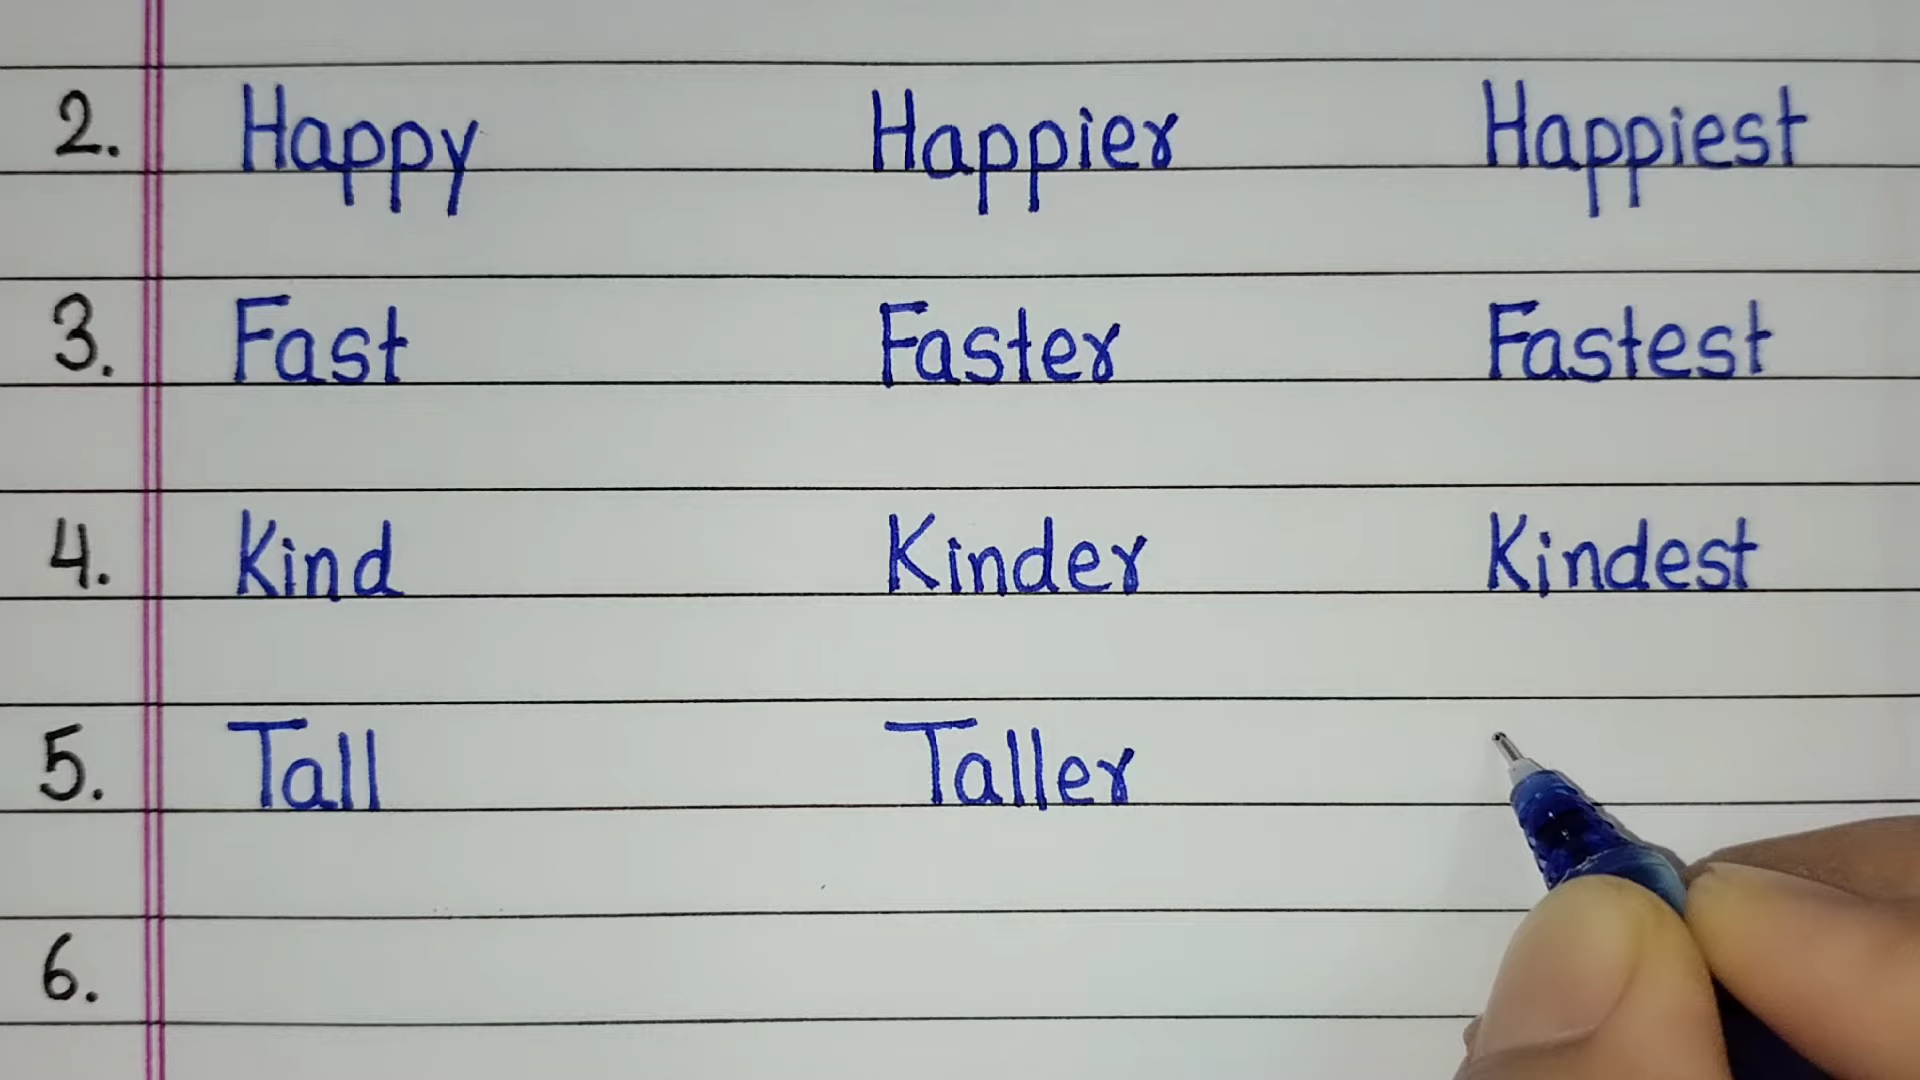 2. Happy Happier Happiest
3. Fast Faster Fastest
4. Kind Kinder Kindest
5. Tall Taller
6.